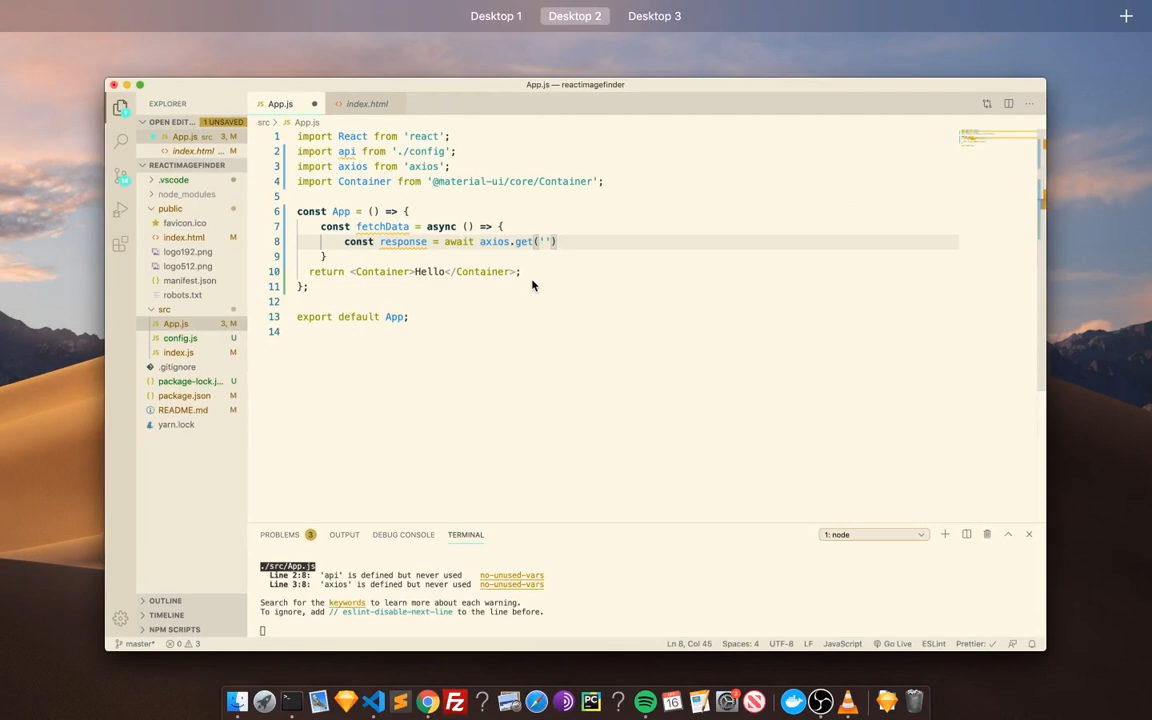 Desktop 1 Desktop 2 Desktop 3
App.js — reactimagefinder
EXPLORER
App.js
index.html
OPEN EDIT... 1 UNSAVED
App.js src 3, M
index.html ... M
REACTIMAGEFINDER
.vscode
node_modules
public
favicon.ico
index.html M
logo192.png
logo512.png
manifest.json
robots.txt
src
App.js 3, M
config.js U
index.js M
.gitignore
package-lock.j... U
package.json M
README.md M
yarn.lock
OUTLINE
TIMELINE
NPM SCRIPTS
src > JS App.js
1 import React from 'react';
2 import api from './config';
3 import axios from 'axios';
4 import Container from '@material-ui/core/Container';
5
6 const App = () => {
7 const fetchData = async () => {
8 const response = await axios.get('')
9 }
10 return <Container>Hello</Container>;
11 };
12
13 export default App;
14
PROBLEMS 3 OUTPUT DEBUG CONSOLE TERMINAL 1: node
./src/App.js
Line 2:8: 'api' is defined but never used no-unused-vars
Line 3:8: 'axios' is defined but never used no-unused-vars
Search for the keywords to learn more about each warning.
To ignore, add // eslint-disable-next-line to the line before.
master* 0 3 Ln 8, Col 45 Spaces: 4 UTF-8 LF JavaScript Go Live ESLint Prettier: ✓